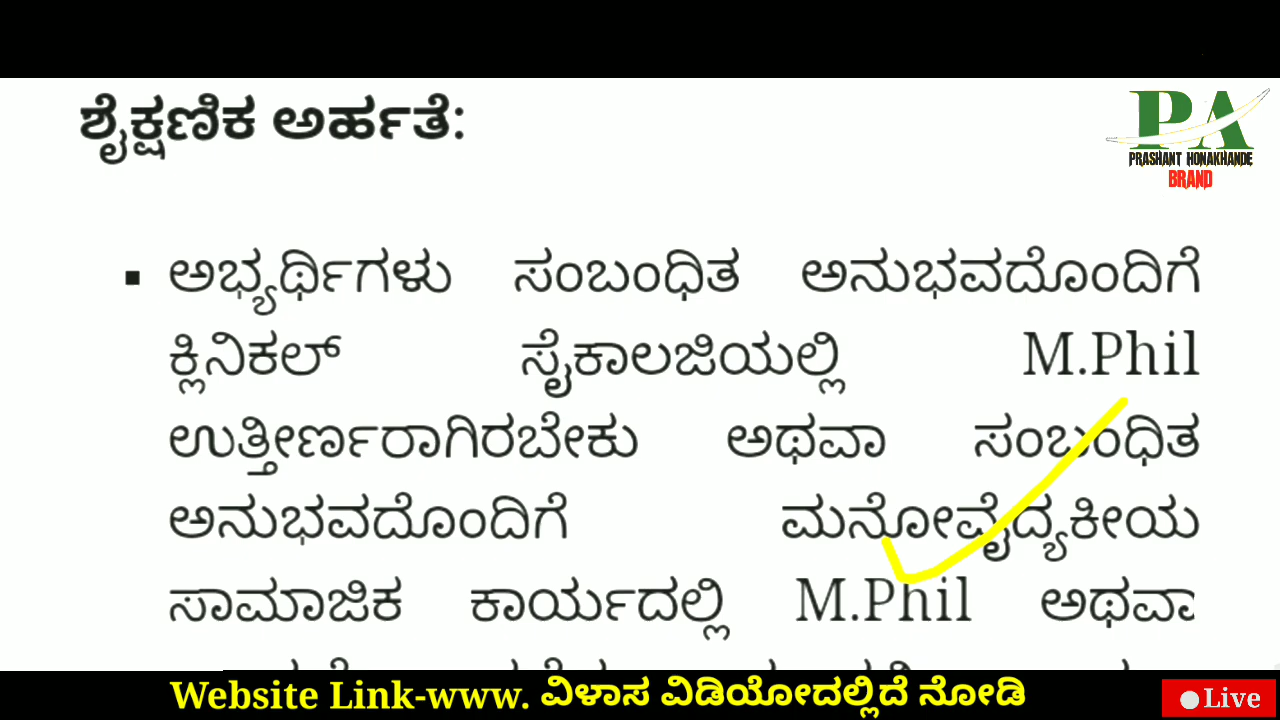 ಶೈಕ್ಷಣಿಕ ಅರ್ಹತೆ:
PA
PRASHANT HONAKHANDE
BRAND
▪ ಅಭ್ಯರ್ಥಿಗಳು ಸಂಬಂಧಿತ ಅನುಭವದೊಂದಿಗೆ
ಕ್ಲಿನಿಕಲ್ ಸೈಕಾಲಜಿಯಲ್ಲಿ M.Phil
ಉತ್ತೀರ್ಣರಾಗಿರಬೇಕು ಅಥವಾ ಸಂಬಂಧಿತ
ಅನುಭವದೊಂದಿಗೆ ಮನೋವೈದ್ಯಕೀಯ
ಸಾಮಾಜಿಕ ಕಾರ್ಯದಲ್ಲಿ M.Phil ಅಥವಾ
Website Link-www. ವಿಳಾಸ ವಿಡಿಯೋದಲ್ಲಿದೆ ನೋಡಿ
Live